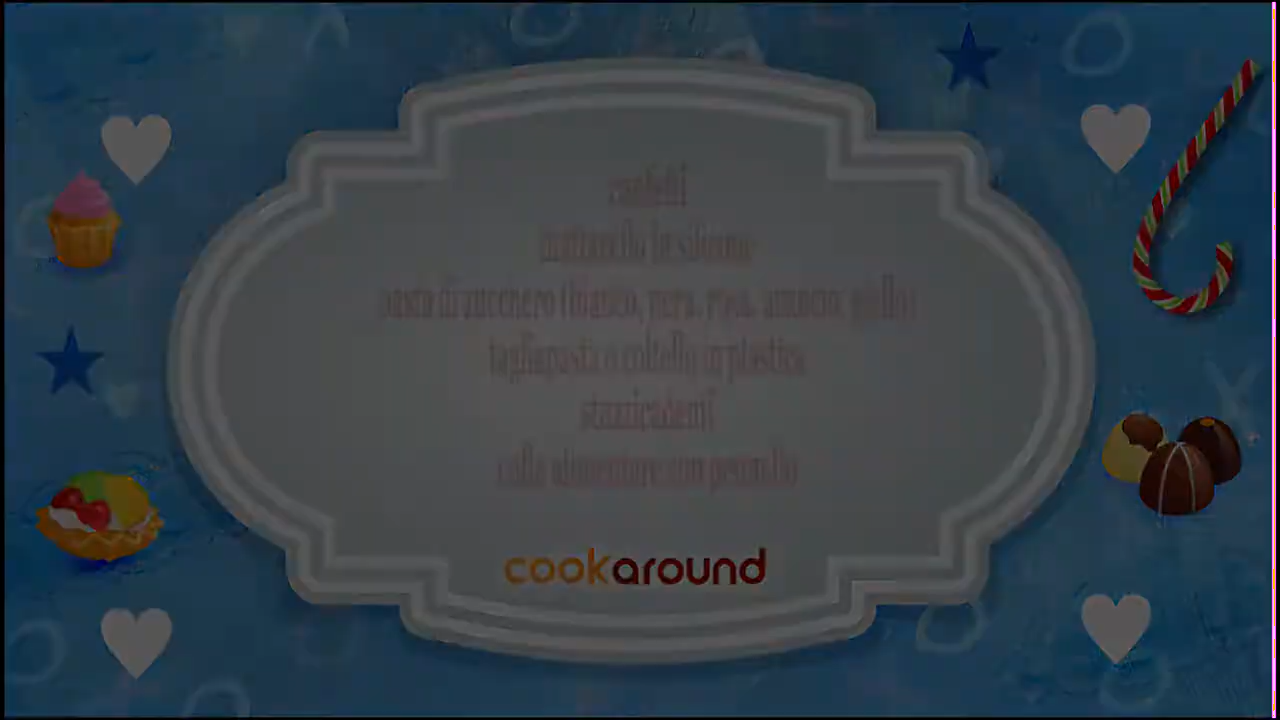 confetti
mattarello in silicone
pasta di zucchero (bianco, nero, rosa, arancio, giallo)
tagliapasta o coltello in plastica
stuzzicadenti
colla alimentare con pennello
cookaround